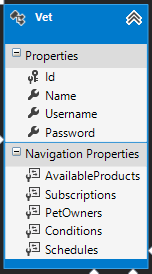 Vet
Properties
Id
Name
Username
Password
Navigation Properties
AvailableProducts
Subscriptions
PetOwners
Conditions
Schedules